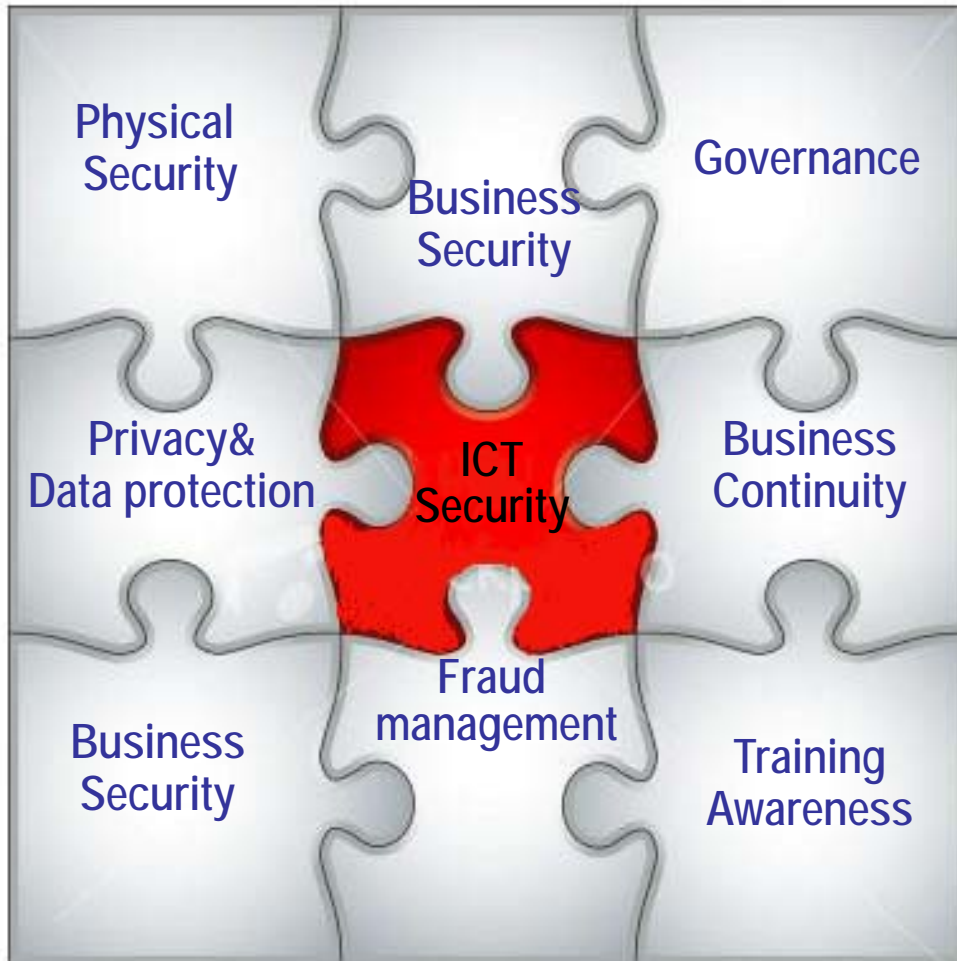 Physical
Security
Business
Security
Governance
Privacy&
Data protection
ICT
Security
Business
Continuity
Business
Security
Fraud
management
Training
Awareness